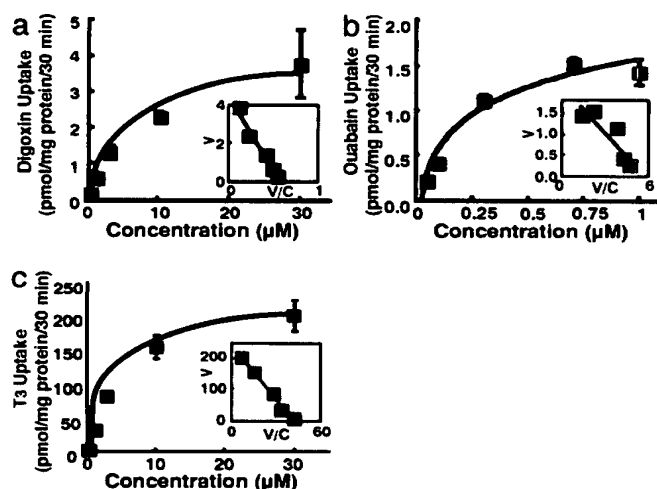 a
Digoxin Uptake
(pmol/mg protein/30 min)
5
4
3
2
1
0
0 10 20 30
Concentration (µM)
V
4
2
0
0 V/C 1
b
Ouabain Uptake
(pmol/mg protein/30 min)
2.0
1.5
1.0
0.5
0.0
0 0.25 0.5 0.75 1
Concentration (µM)
V
1.5
1.0
0.5
0.0
0 V/C 6
c
T3 Uptake
(pmol/mg protein/30 min)
250
200
150
100
50
0
0 10 20 30
Concentration (µM)
V
200
100
0
0 V/C 60